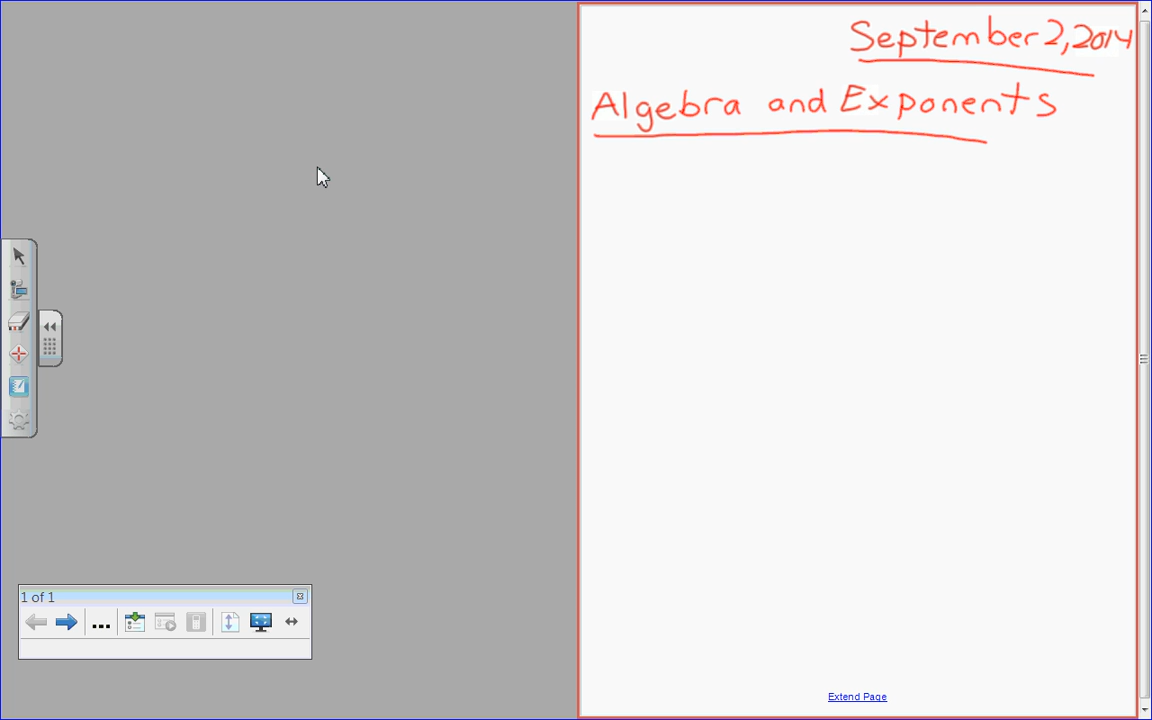 September 2, 2014
Algebra and Exponents
1 of 1
...
Extend Page